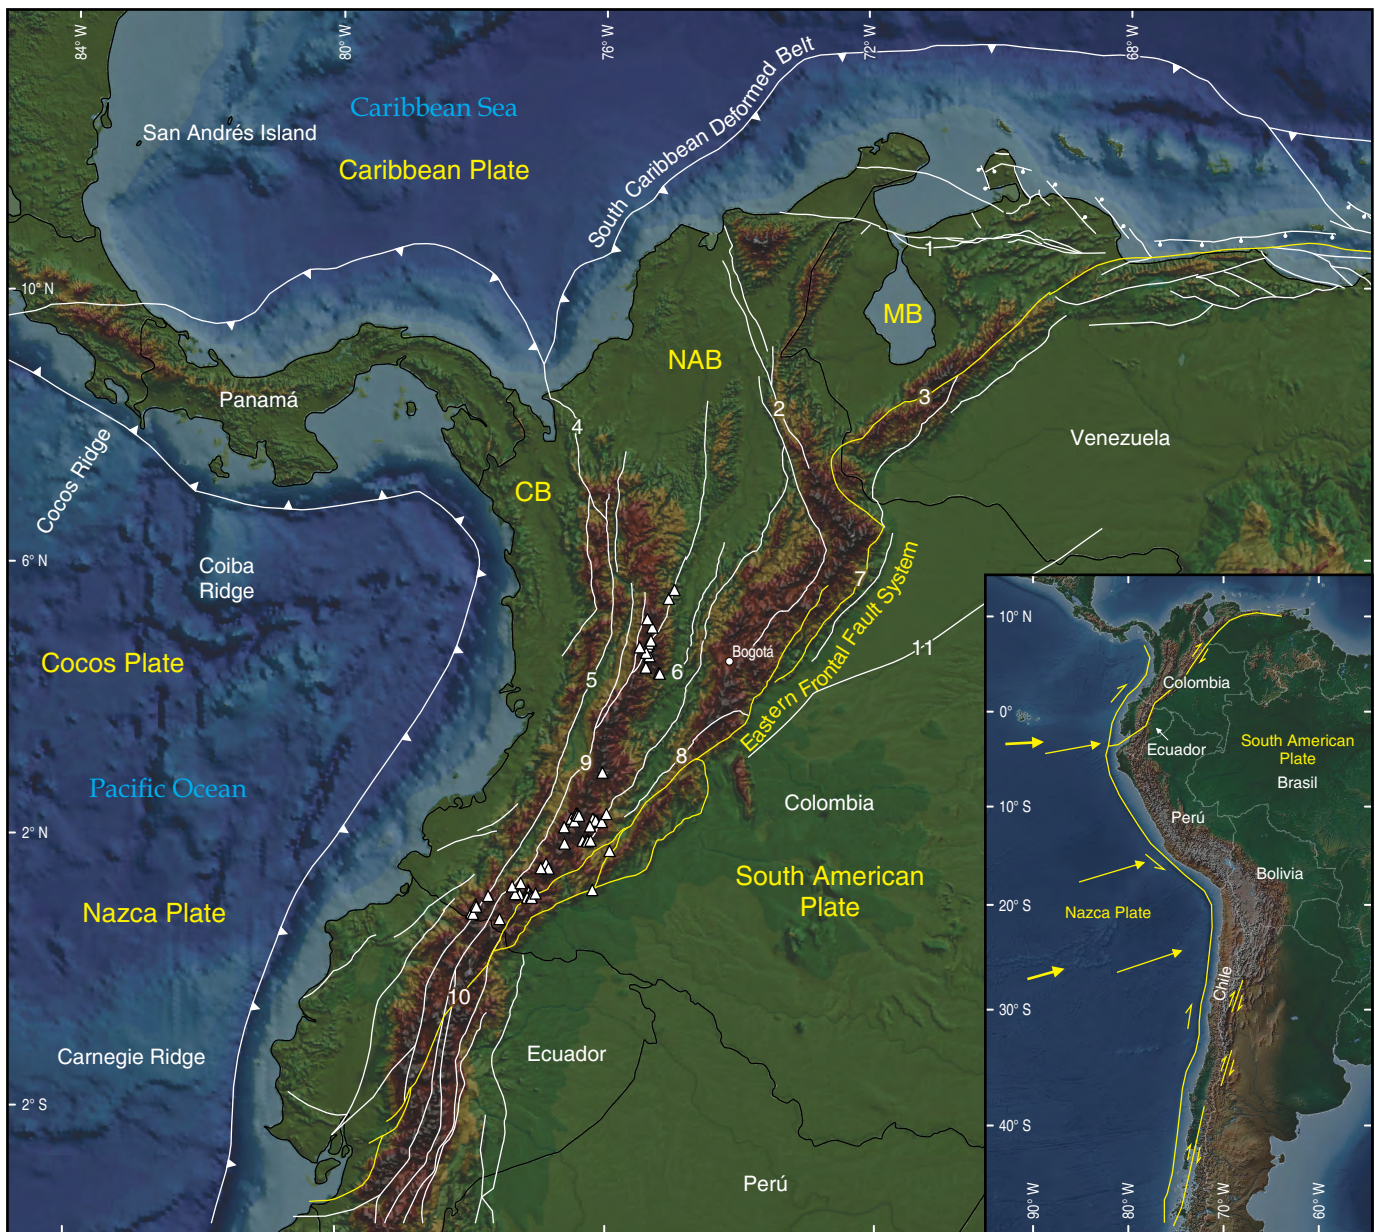 84° W
80° W
76° W
72° W
68° W
Caribbean Sea
San Andrés Island
Caribbean Plate
South Caribbean Deformed Belt
1
10° N
MB
NAB
Panamá
3
2
4
Venezuela
Cocos Ridge
CB
6° N
Coiba
Ridge
7
Eastern Frontal Fault System
11
Bogotá
Cocos Plate
5
6
9
8
Pacific Ocean
Colombia
2° N
South American
Plate
Nazca Plate
10
Carnegie Ridge
Ecuador
2° S
Perú
10° N
Colombia
0°
Ecuador
South American
Plate
Brasil
10° S
Perú
Bolivia
20° S
Nazca Plate
Chile
30° S
40° S
90° W
80° W
70° W
60° W